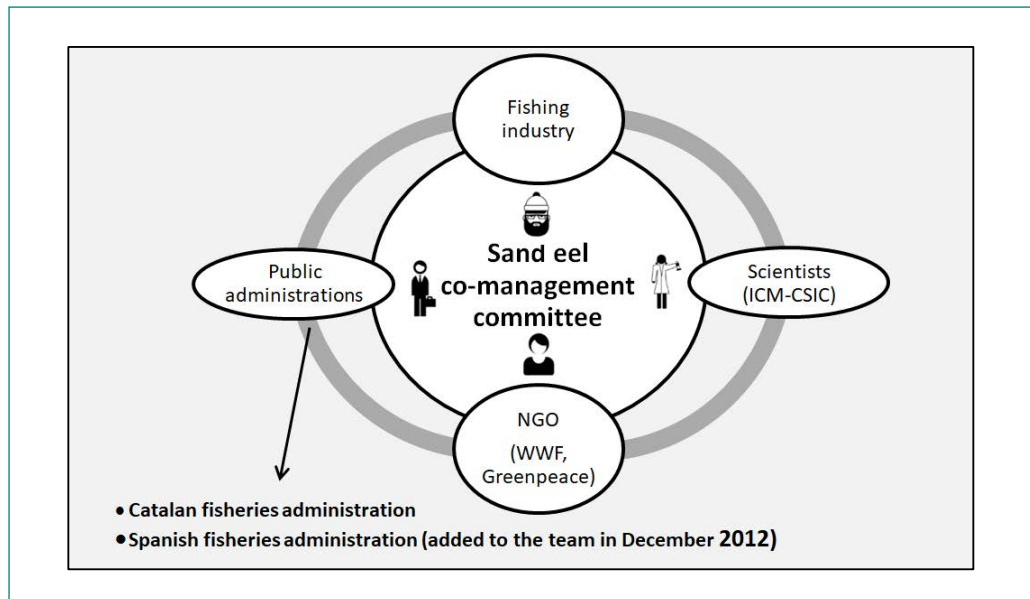 Fishing
industry
Sand eel
co-management
committee
Public
administrations
Scientists
(ICM-CSIC)
NGO
(WWF,
Greenpeace)
• Catalan fisheries administration
• Spanish fisheries administration (added to the team in December 2012)